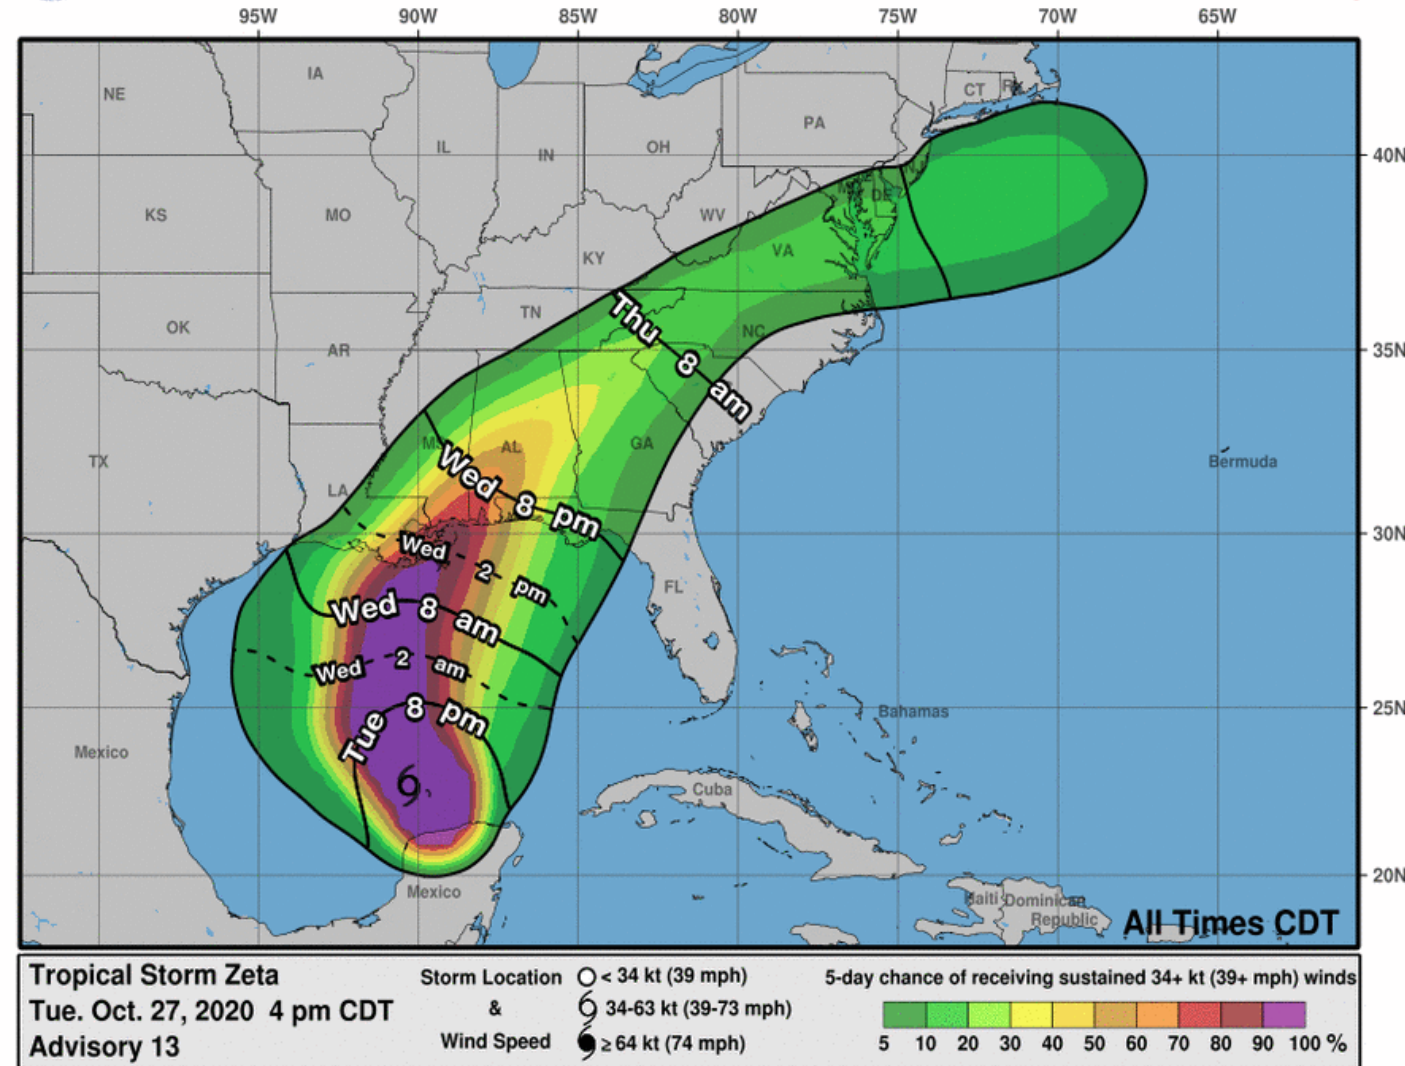 95W 90W 85W 80W 75W 70W 65W
IA
NE
CT RI
PA
IL IN OH
40N
MD NJ
DE
KS MO WV
VA
KY
TN
OK NC
AR
35N
Thu 8 am
MS AL GA
TX
Bermuda
LA
Wed 8 pm
30N
Wed 2 pm
FL
Wed 8 am
Wed 2 am
25N
Tue 8 pm
Bahamas
Mexico
Cuba
20N
Mexico
Haiti Dominican
Republic
All Times CDT
Tropical Storm Zeta
Tue. Oct. 27, 2020 4 pm CDT
Advisory 13
Storm Location
&
Wind Speed
< 34 kt (39 mph)
34-63 kt (39-73 mph)
≥ 64 kt (74 mph)
5-day chance of receiving sustained 34+ kt (39+ mph) winds
5 10 20 30 40 50 60 70 80 90 100 %